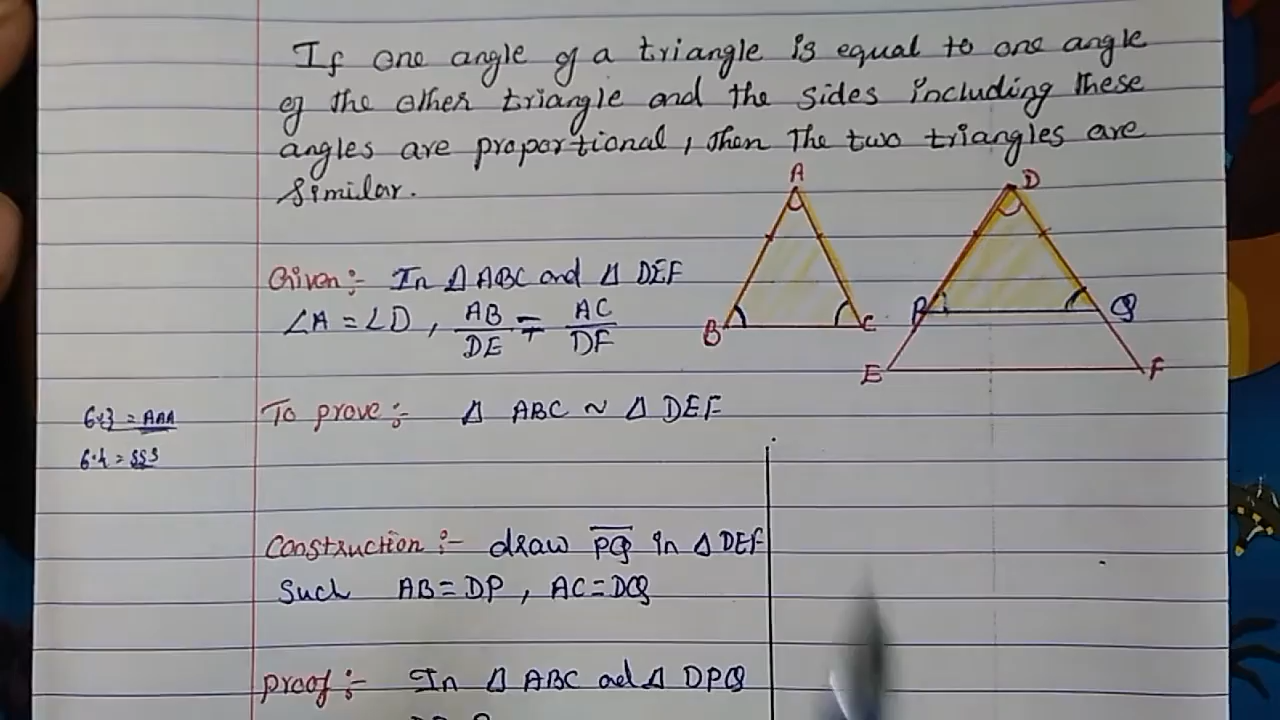 If one angle of a triangle is equal to one angle
of the other triangle and the sides including these
angles are proportional, then the two triangles are
similar.
A
D
Given :- In Δ ABC and Δ DEF
∠A = ∠D, AB/DE = AC/DF
B
C
P
Q
E
F
6.3 = AAA
To prove :- Δ ABC ~ Δ DEF
6.4 = SSS
Construction :- draw P̅Q̅ in Δ DEF
Such AB = DP, AC = DQ
Proof :- In Δ ABC and Δ DPQ